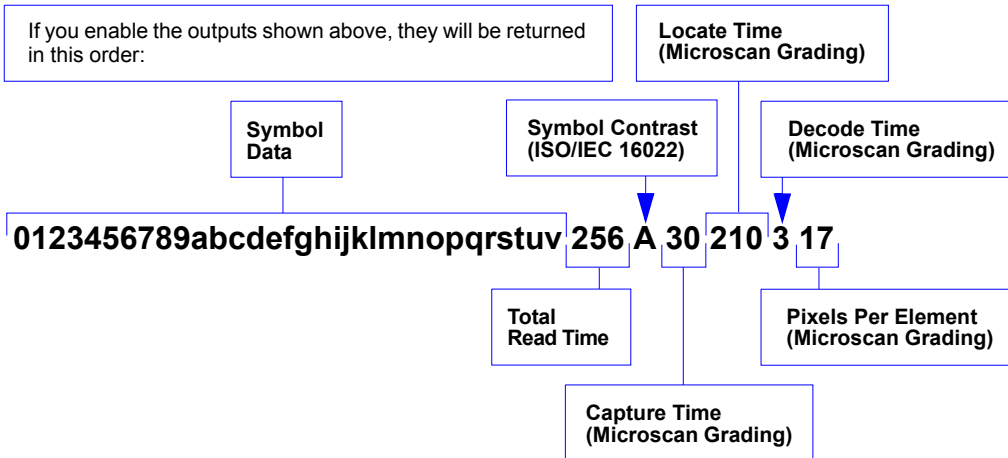 If you enable the outputs shown above, they will be returned
in this order:
Locate Time
(Microscan Grading)
Symbol
Data
Symbol Contrast
(ISO/IEC 16022)
Decode Time
(Microscan Grading)
0123456789abcdefghijklmnopqrstuv 256 A 30 210 3 17
Total
Read Time
Pixels Per Element
(Microscan Grading)
Capture Time
(Microscan Grading)